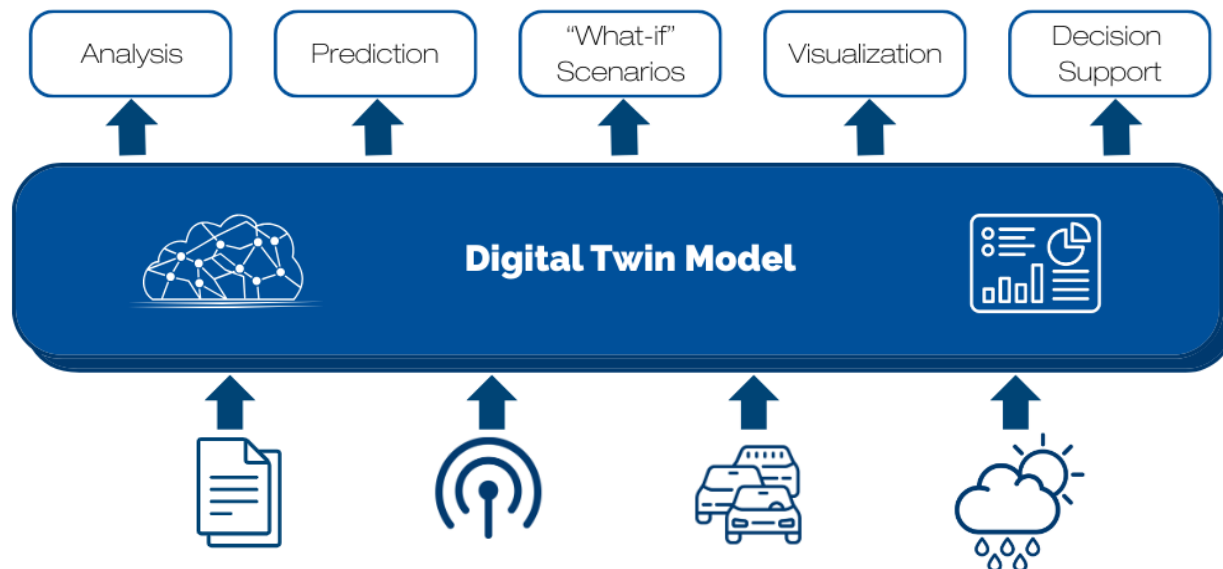 Analysis
Prediction
“What-if”
Scenarios
Visualization
Decision
Support
Digital Twin Model